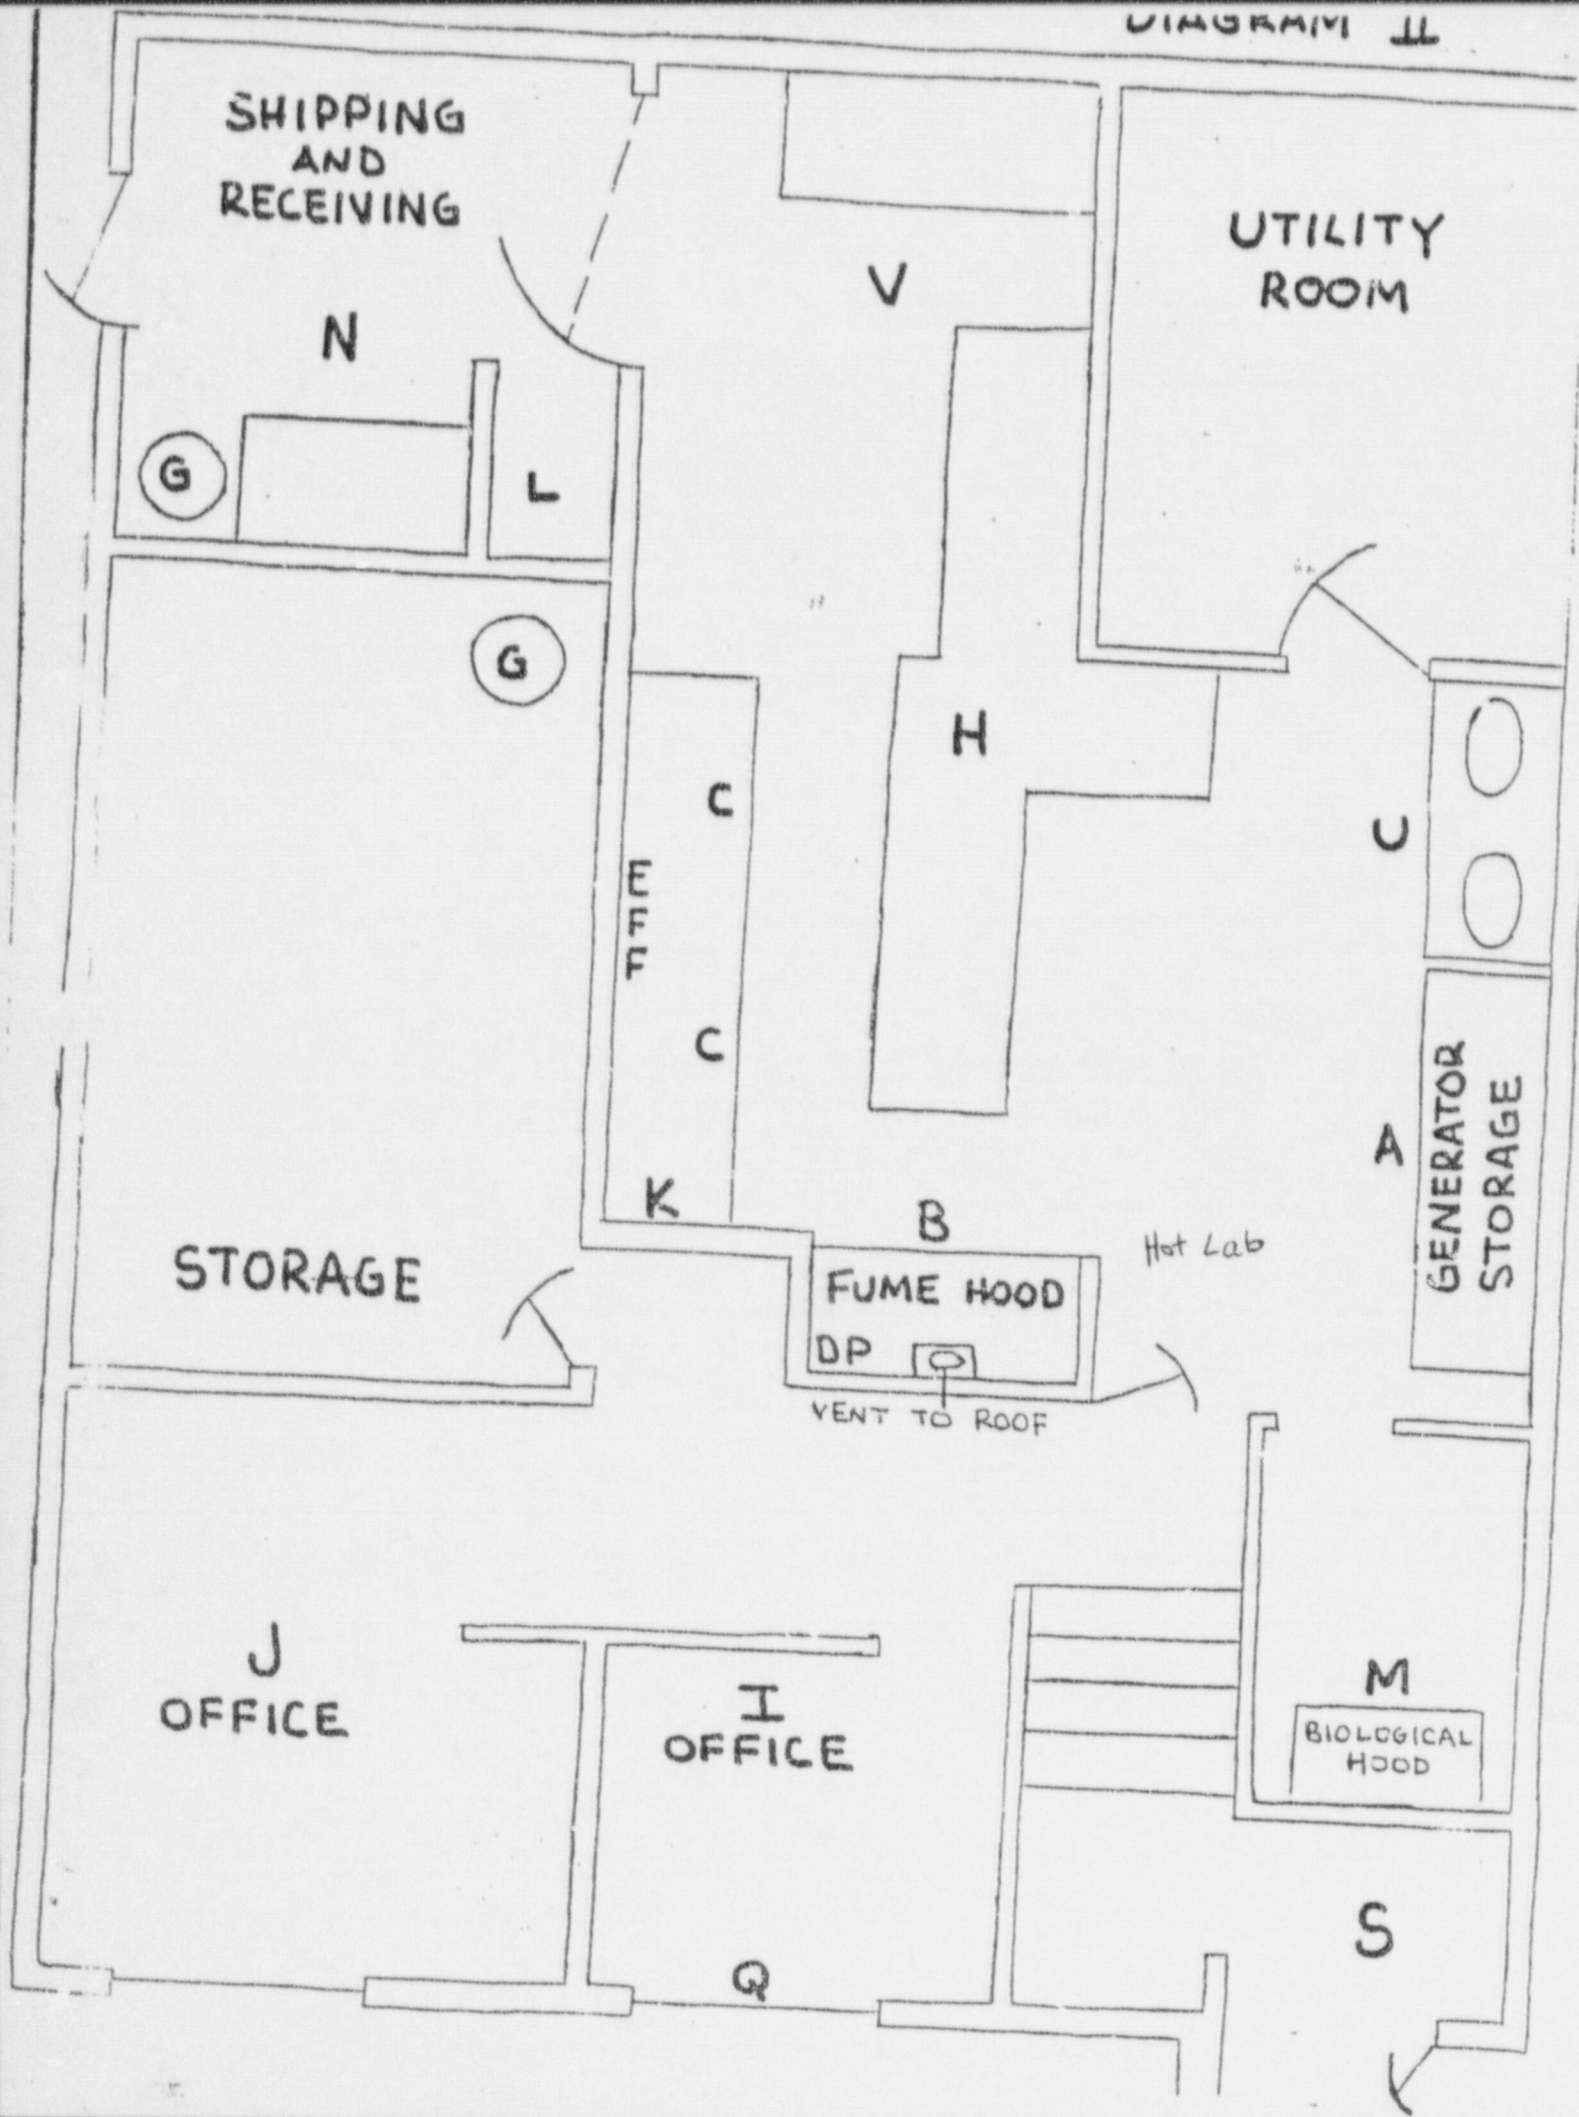 DIAGRAM II
SHIPPING
AND
RECEIVING
UTILITY
ROOM
V
N
G
L
G
H
C
U
E
F
F
C
GENERATOR
STORAGE
A
K
B
Hot Lab
STORAGE
FUME HOOD
DP
VENT TO ROOF
J
OFFICE
I
OFFICE
M
BIOLOGICAL
HOOD
S
Q